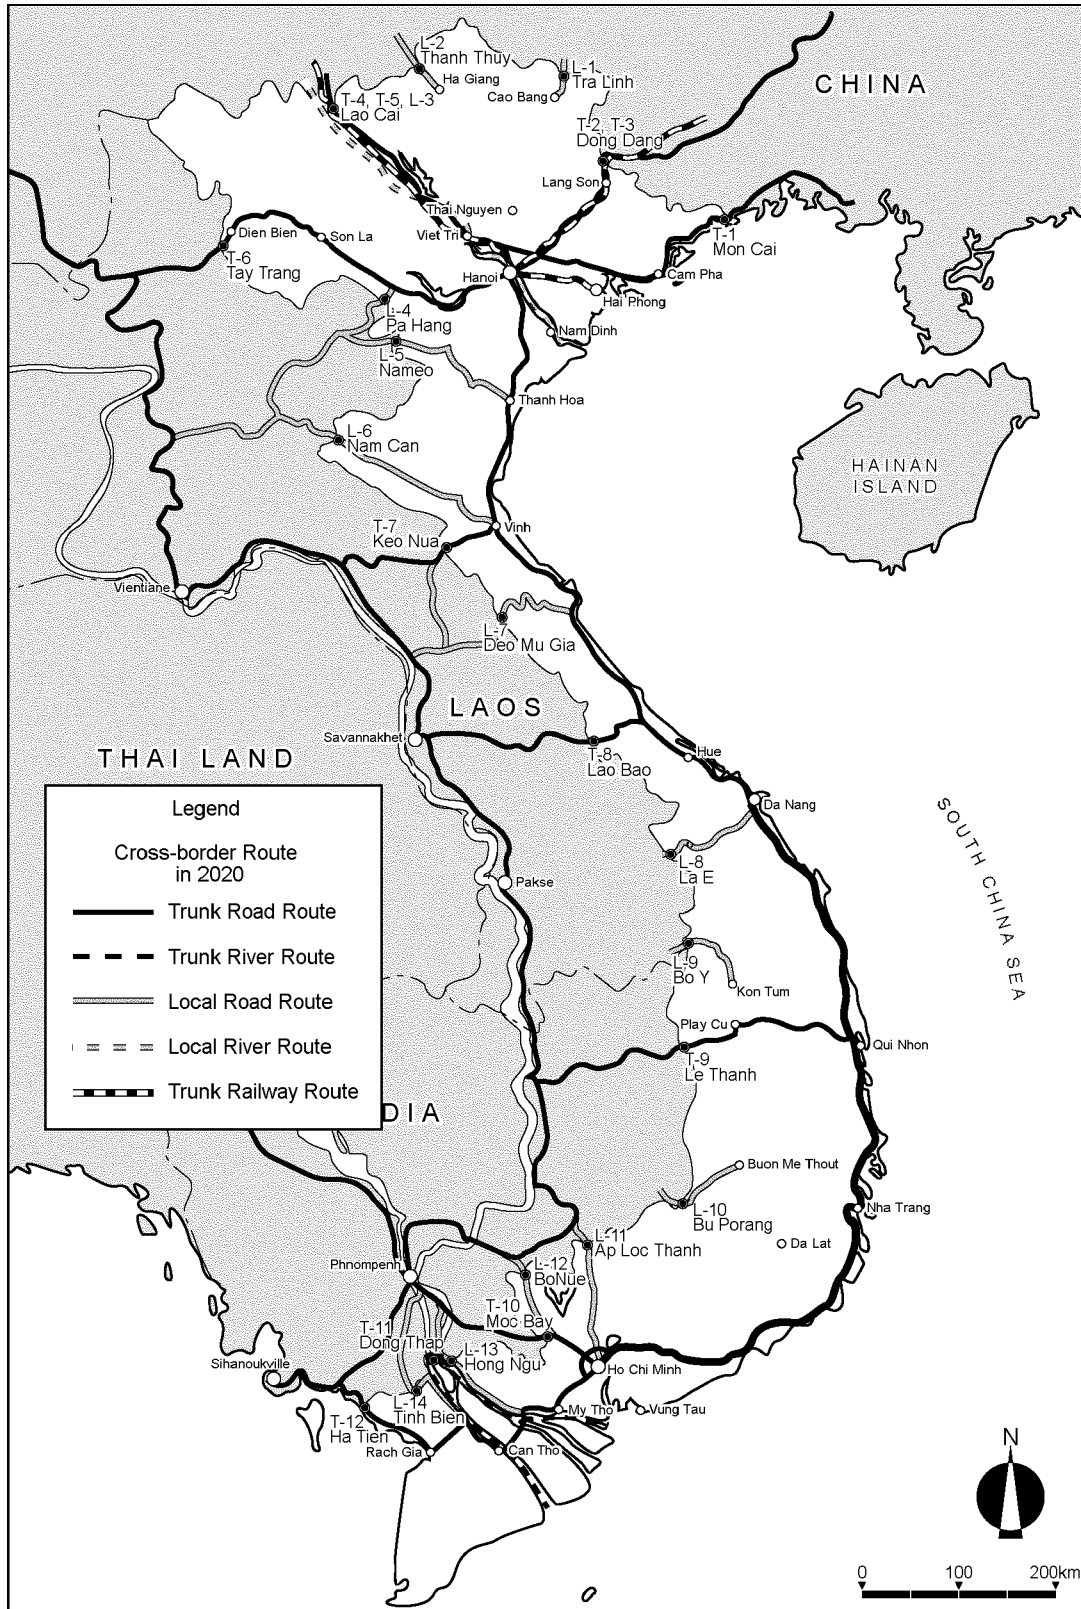 L-2
Thanh Thuy
Ha Giang
L-1
Tra Linh
Cao Bang
CHINA
T-4, T-5, L-3
Lao Cai
T-2, T-3
Dong Dang
Lang Son
Thai Nguyen
Viet Tri
T-1
Mon Cai
Dien Bien
Son La
T-6
Tay Trang
Hanoi
Cam Pha
Hai Phong
L-4
Pa Hang
Nam Dinh
L-5
Nameo
Thanh Hoa
L-6
Nam Can
HAINAN
ISLAND
T-7
Keo Nua
Vinh
Vientiane
L-7
Deo Mu Gia
LAOS
Savannakhet
T-8
Lao Bao
Hue
THAI LAND
Da Nang
SOUTH CHINA SEA
L-8
La E
Pakse
L-9
Bo Y
Kon Tum
Play Cu
T-9
Le Thanh
Qui Nhon
Legend
Cross-border Route
in 2020
Trunk Road Route
Trunk River Route
Local Road Route
Local River Route
Trunk Railway Route
DIA
Buon Me Thout
L-10
Bu Porang
Nha Trang
Da Lat
L-11
Ap Loc Thanh
Phnompenh
L-12
BoNue
T-10
Moc Bay
T-11
Dong Thap
L-13
Hong Ngu
Sihanoukville
Ho Chi Minh
L-14
Tinh Bien
My Tho
Vung Tau
T-12
Ha Tien
Rach Gia
Can Tho
N
0 100 200km